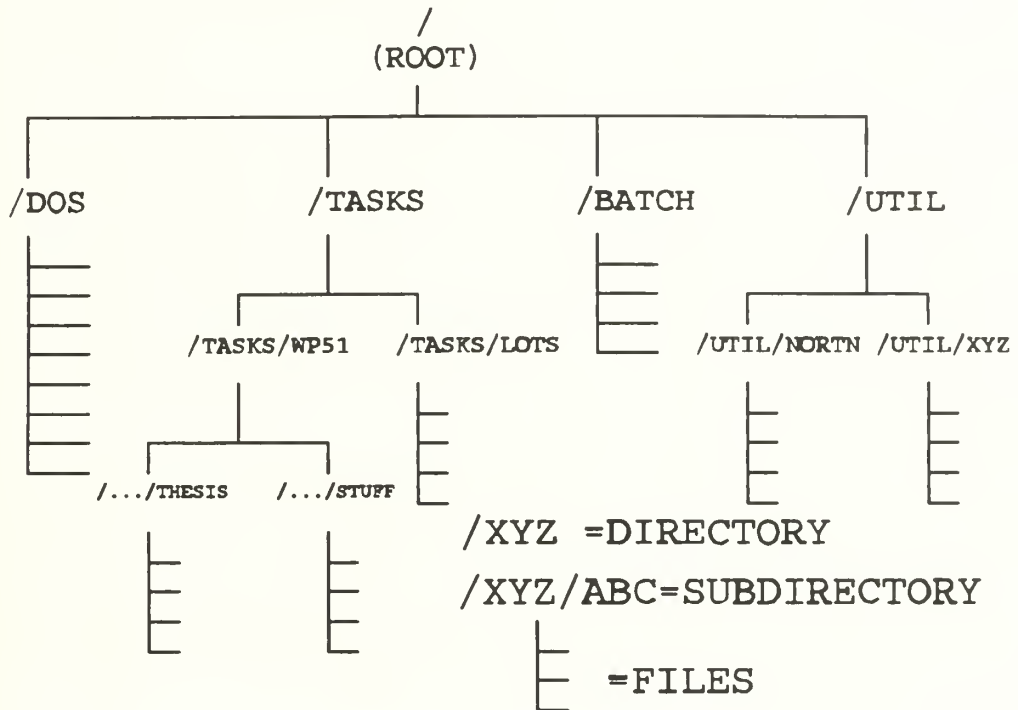 /
(ROOT)
/DOS /TASKS /BATCH /UTIL
/TASKS/WP51 /TASKS/LOTS /UTIL/NORTN /UTIL/XYZ
/.../THESIS /.../STUFF
/XYZ =DIRECTORY
/XYZ/ABC=SUBDIRECTORY
=FILES